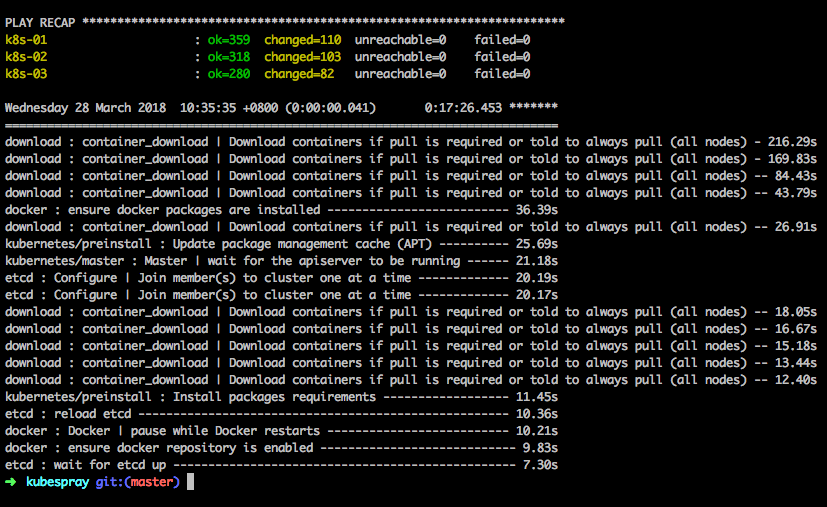 PLAY RECAP *********************************************************************
k8s-01                     : ok=359  changed=110  unreachable=0    failed=0
k8s-02                     : ok=318  changed=103  unreachable=0    failed=0
k8s-03                     : ok=280  changed=82   unreachable=0    failed=0
Wednesday 28 March 2018  10:35:35 +0800 (0:00:00.041)       0:17:26.453 *******
===============================================================================
download : container_download | Download containers if pull is required or told to always pull (all nodes) - 216.29s
download : container_download | Download containers if pull is required or told to always pull (all nodes) - 169.83s
download : container_download | Download containers if pull is required or told to always pull (all nodes) -- 84.43s
download : container_download | Download containers if pull is required or told to always pull (all nodes) -- 43.79s
docker : ensure docker packages are installed -------------------------- 36.39s
download : container_download | Download containers if pull is required or told to always pull (all nodes) -- 26.91s
kubernetes/preinstall : Update package management cache (APT) ---------- 25.69s
kubernetes/master : Master | wait for the apiserver to be running ------ 21.18s
etcd : Configure | Join member(s) to cluster one at a time ------------- 20.19s
etcd : Configure | Join member(s) to cluster one at a time ------------- 20.17s
download : container_download | Download containers if pull is required or told to always pull (all nodes) -- 18.05s
download : container_download | Download containers if pull is required or told to always pull (all nodes) -- 16.67s
download : container_download | Download containers if pull is required or told to always pull (all nodes) -- 15.18s
download : container_download | Download containers if pull is required or told to always pull (all nodes) -- 13.44s
download : container_download | Download containers if pull is required or told to always pull (all nodes) -- 12.40s
kubernetes/preinstall : Install packages requirements ------------------ 11.45s
etcd : reload etcd ----------------------------------------------------- 10.36s
docker : Docker | pause while Docker restarts -------------------------- 10.21s
docker : ensure docker repository is enabled ---------------------------- 9.83s
etcd : wait for etcd up ------------------------------------------------- 7.30s
➜  kubespray git:(master)